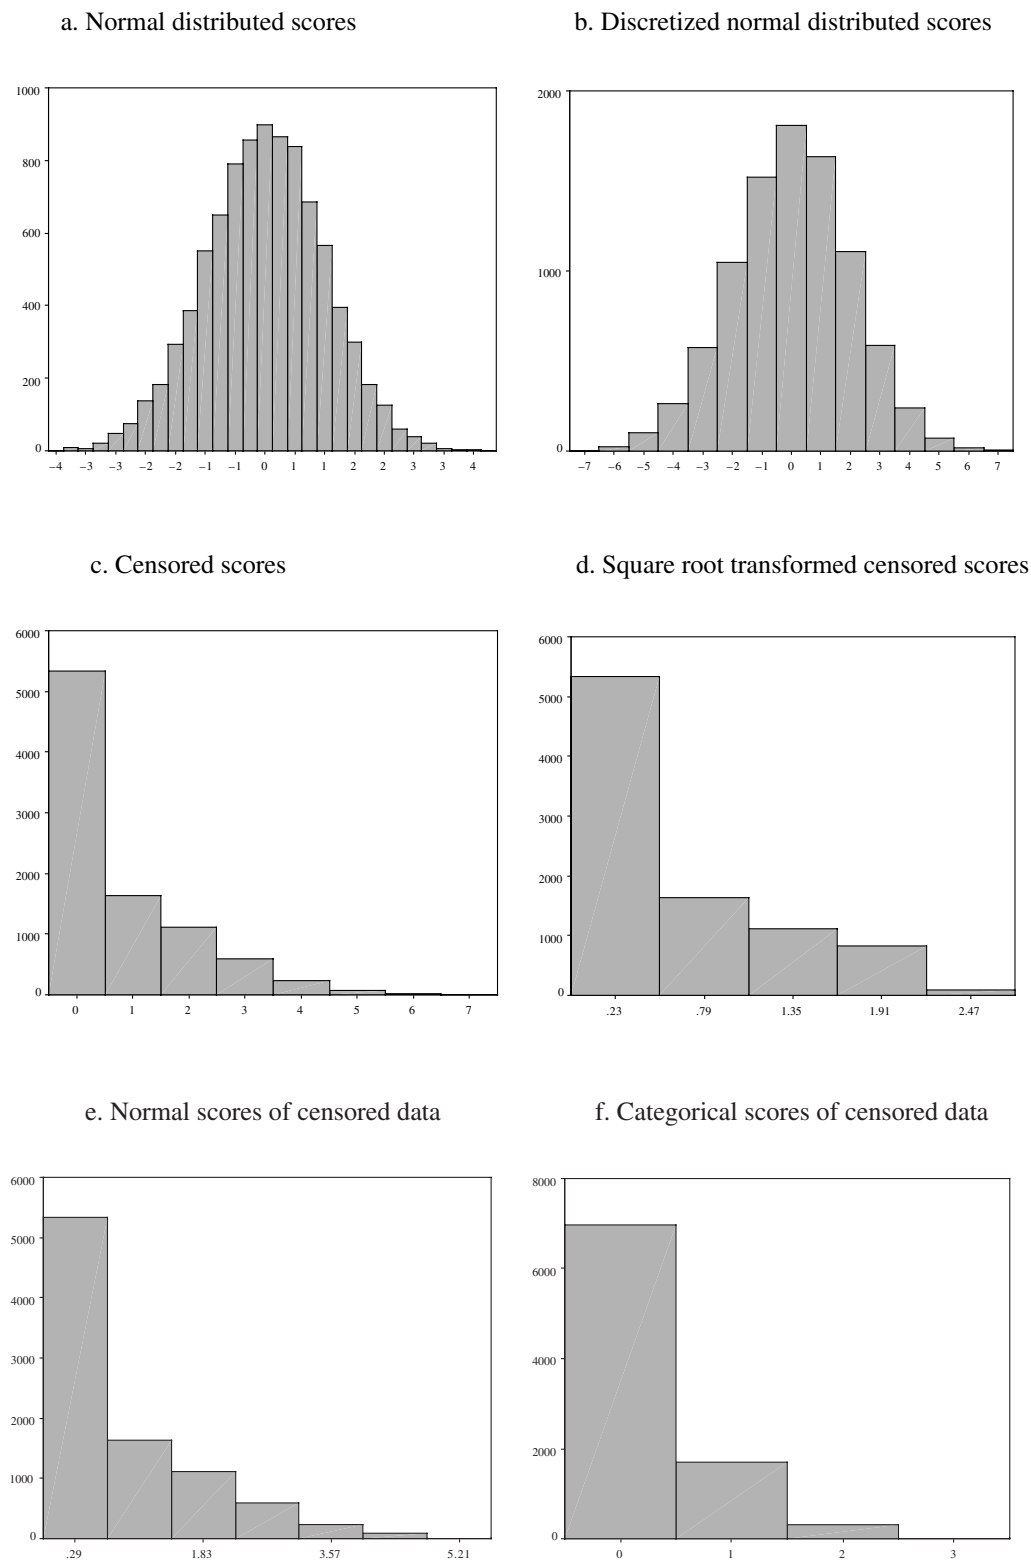 a. Normal distributed scores
b. Discretized normal distributed scores
1000
800
600
400
200
0
−4 −3 −3 −2 −2 −1 −1 0 1 1 2 2 3 3 4
2000
1000
0
−7 −6 −5 −4 −3 −2 −1 0 1 2 3 4 5 6 7
c. Censored scores
d. Square root transformed censored scores
6000
5000
4000
3000
2000
1000
0
0 1 2 3 4 5 6 7
6000
5000
4000
3000
2000
1000
0
.23 .79 1.35 1.91 2.47
e. Normal scores of censored data
f. Categorical scores of censored data
6000
5000
4000
3000
2000
1000
0
.29 1.83 3.57 5.21
8000
6000
4000
2000
0
0 1 2 3